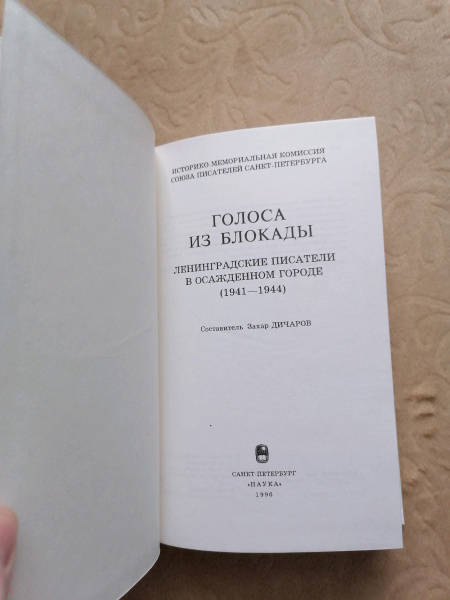 ИСТОРИКО МЕМОРИАЛЬНАЯ КОМИССИЯ
СОЮЗА ПИСАТЕЛЕЙ САНКТ-ПЕТЕРБУРГА
ГОЛОСА
ИЗ БЛОКАДЫ
ЛЕНИНГРАДСКИЕ ПИСАТЕЛИ
В ОСАЖДЕННОМ ГОРОДЕ
(1941—1944)
Составитель Захар ДИЧАРОВ
САНКТ-ПЕТЕРБУРГ
«НАУКА»
1996